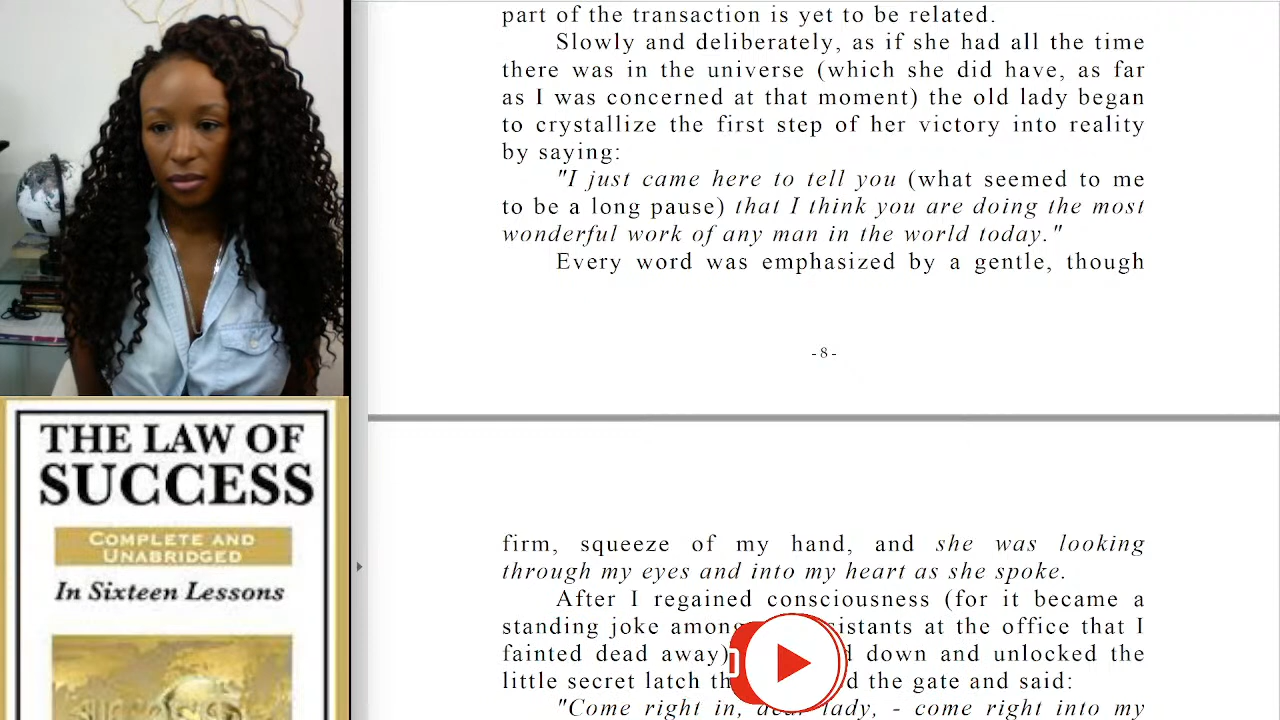 part of the transaction is yet to be related.
Slowly and deliberately, as if she had all the time
there was in the universe (which she did have, as far
as I was concerned at that moment) the old lady began
to crystallize the first step of her victory into reality
by saying:
"I just came here to tell you (what seemed to me
to be a long pause) that I think you are doing the most
wonderful work of any man in the world today."
Every word was emphasized by a gentle, though
-8-
firm, squeeze of my hand, and she was looking
through my eyes and into my heart as she spoke.
After I regained consciousness (for it became a
standing joke among at the office that I
fainted dead away) down and unlocked the
little secret latch the gate and said:
"Come right in, dear lady, - come right into my
THE LAW OF
SUCCESS
COMPLETE AND
UNABRIDGED
In Sixteen Lessons